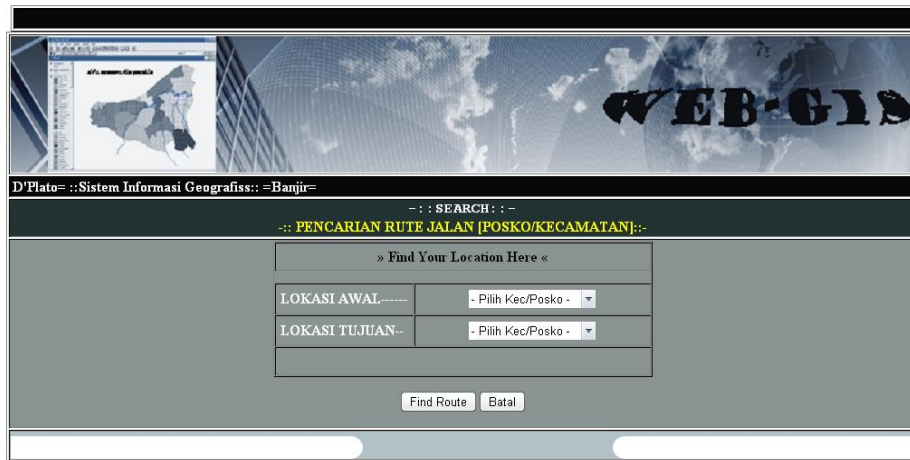 WEB-GIS
D'Plato= ::Sistem Informasi Geografiss:: =Banjir=
-::SEARCH::-
-:: PENCARIAN RUTE JALAN [POSKO/KECAMATAN]::-
» Find Your Location Here «
LOKASI AWAL------ - Pilih Kec/Posko -
LOKASI TUJUAN-- - Pilih Kec/Posko -
Find Route Batal